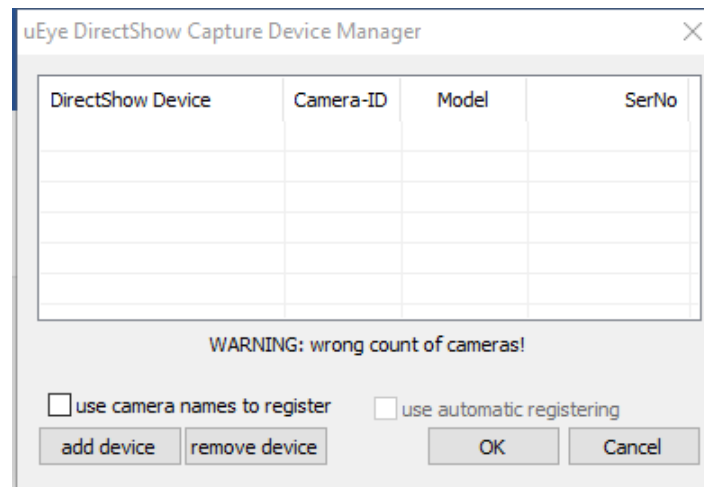 uEye DirectShow Capture Device Manager
DirectShow Device Camera-ID Model SerNo
WARNING: wrong count of cameras!
use camera names to register use automatic registering
add device remove device OK Cancel